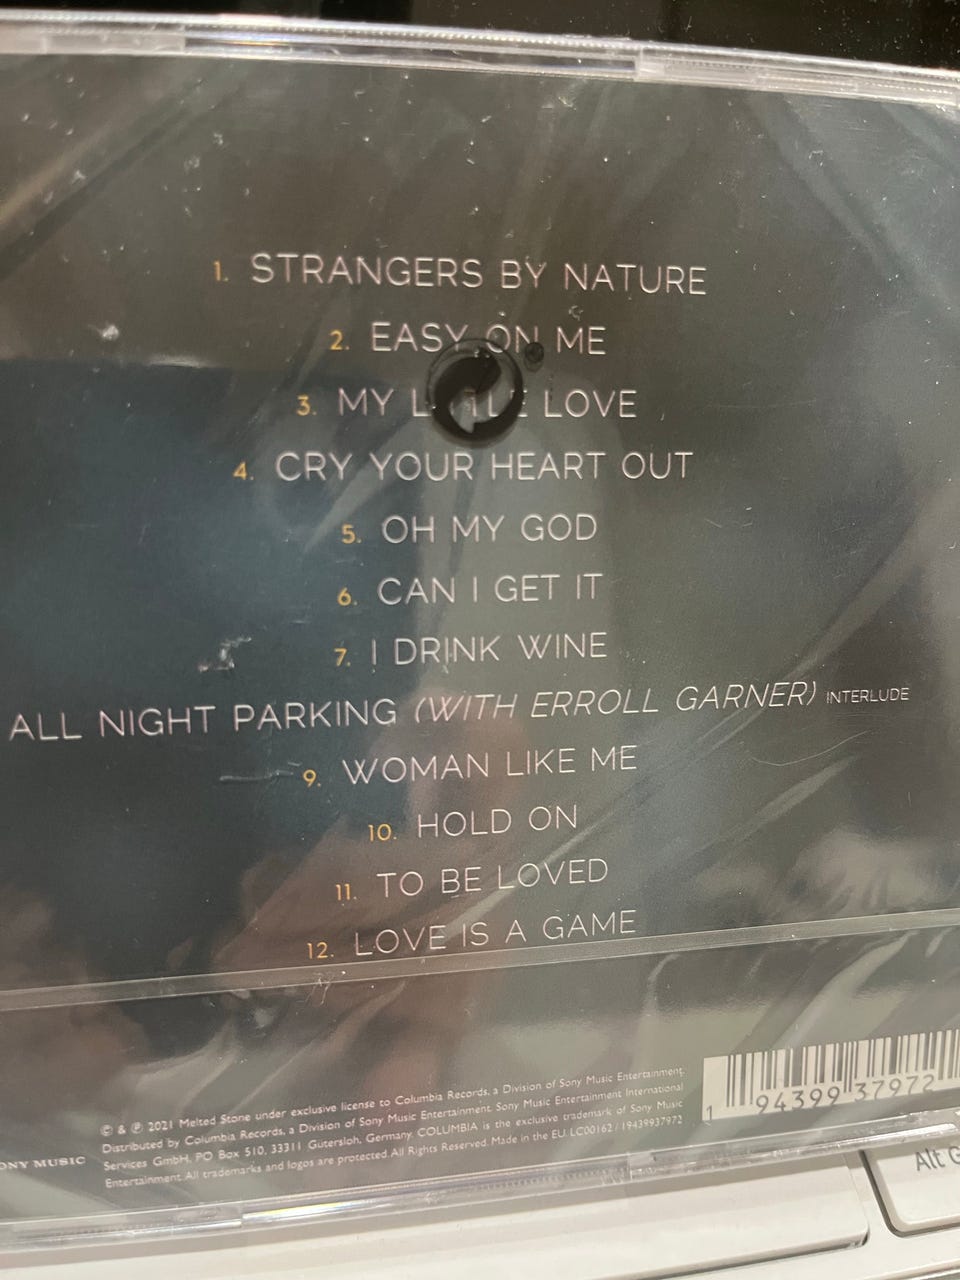 1. STRANGERS BY NATURE
2. EASY ON ME
3. MY LITTLE LOVE
4. CRY YOUR HEART OUT
5. OH MY GOD
6. CAN I GET IT
7. I DRINK WINE
ALL NIGHT PARKING (WITH ERROLL GARNER) INTERLUDE
9. WOMAN LIKE ME
10. HOLD ON
11. TO BE LOVED
12. LOVE IS A GAME
© & ℗ 2021 Melted Stone under exclusive license to Columbia Records, a Division of Sony Music Entertainment.
Distributed by Columbia Records, a Division of Sony Music Entertainment. Sony Music Entertainment International
Services GmbH, PO Box 510, 33311 Gütersloh, Germany. COLUMBIA is the exclusive trademark of Sony Music
Entertainment. All trademarks and logos are protected. All Rights Reserved. Made in the EU. LC00162 / 19439937972
MUSIC
1 94399 37972
Alt